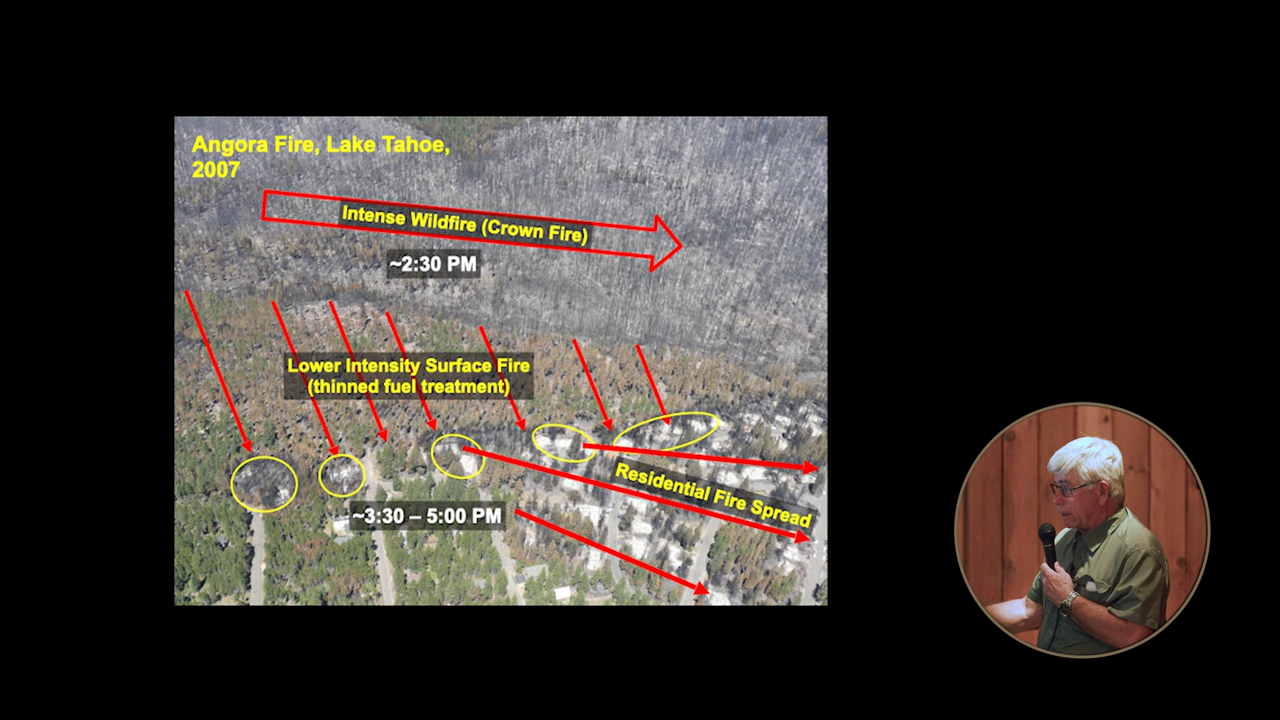 Angora Fire, Lake Tahoe,
2007
Intense Wildfire (Crown Fire)
~2:30 PM
Lower Intensity Surface Fire
(thinned fuel treatment)
Residential Fire Spread
~3:30 – 5:00 PM